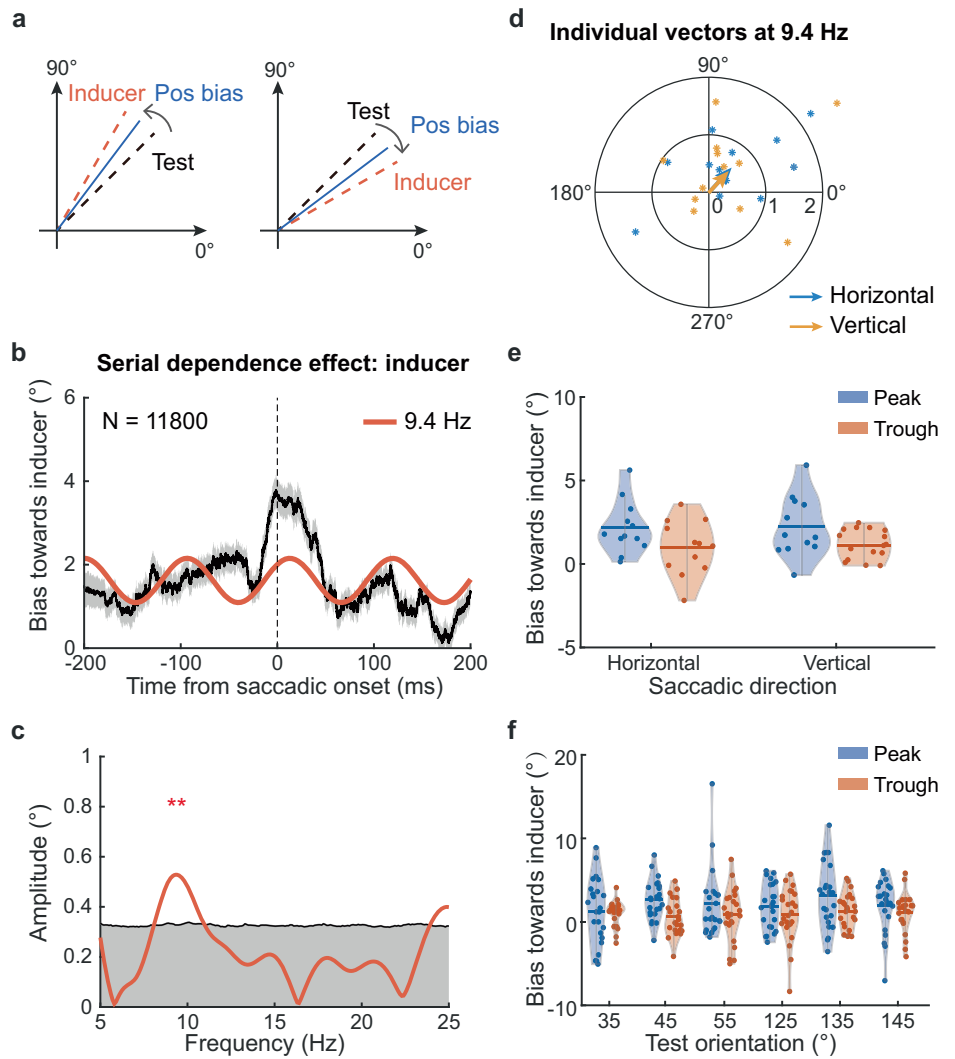 a
90°
Inducer
Pos bias
Test
0°
90°
Test
Pos bias
Inducer
0°
d
Individual vectors at 9.4 Hz
90°
180°
0°
0 1 2
270°
Horizontal
Vertical
b
Serial dependence effect: inducer
N = 11800
9.4 Hz
Bias towards inducer (°)
6
4
2
0
-200 -100 0 100 200
Time from saccadic onset (ms)
e
Peak
Trough
Bias towards inducer (°)
10
5
0
-5
Horizontal Vertical
Saccadic direction
c
**
Amplitude (°)
1
0.8
0.6
0.4
0.2
0
5 10 15 20 25
Frequency (Hz)
f
Peak
Trough
Bias towards inducer (°)
20
10
0
-10
35 45 55 125 135 145
Test orientation (°)